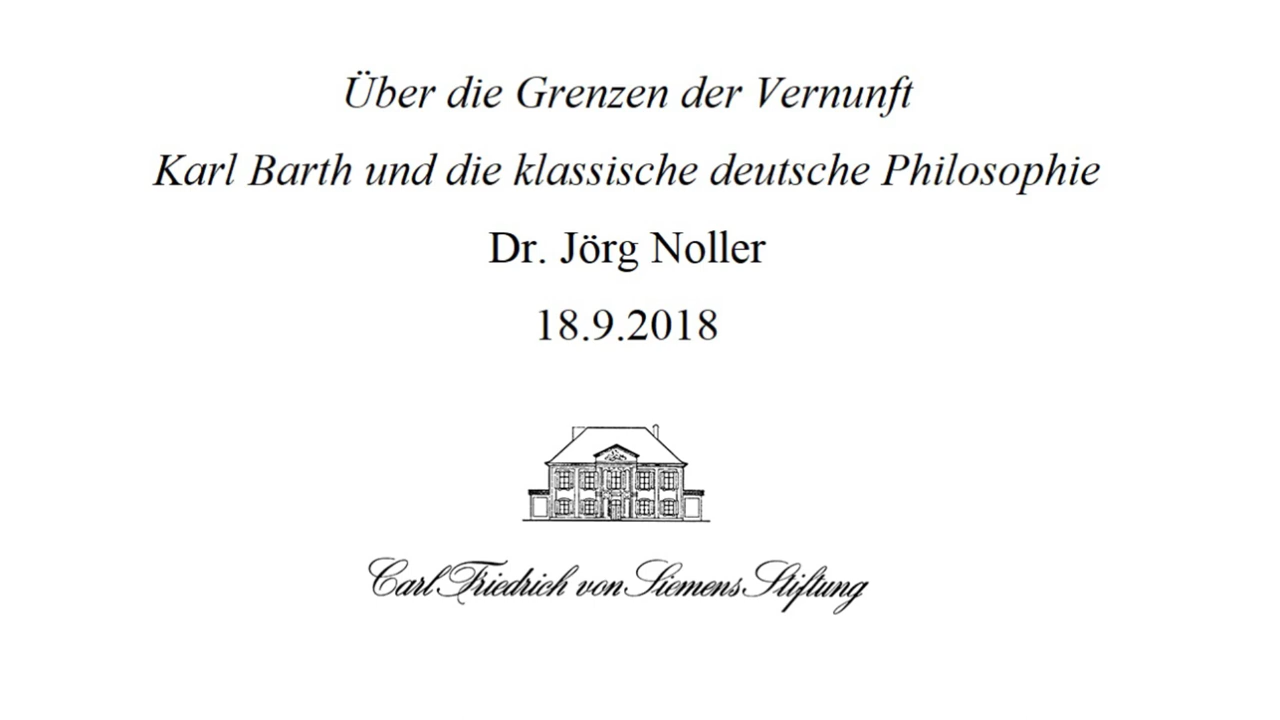 Über die Grenzen der Vernunft
Karl Barth und die klassische deutsche Philosophie
Dr. Jörg Noller
18.9.2018
Carl Friedrich von Siemens Stiftung